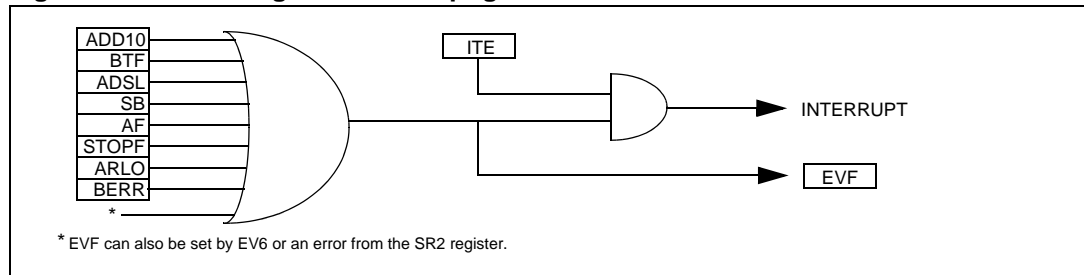 ADD10
BTF
ADSL
SB
AF
STOPF
ARLO
BERR
*
ITE
INTERRUPT
EVF
* EVF can also be set by EV6 or an error from the SR2 register.